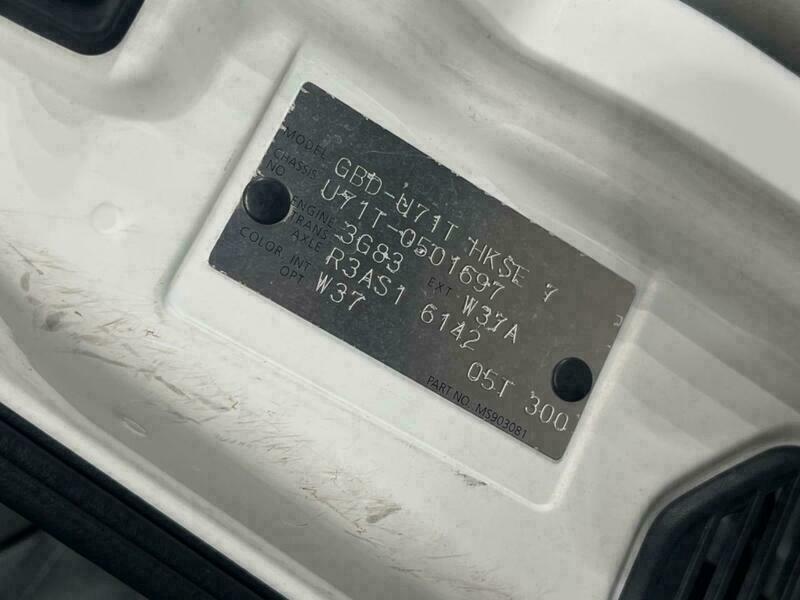 MODEL GBD-U71T HKSE 7
CHASSIS NO U71T-0501697
ENGINE 3G83 EXT W37A
TRANS AXLE R3AS1 6142
COLOR, INT OPT W37 05T 300
PART NO. MS903081